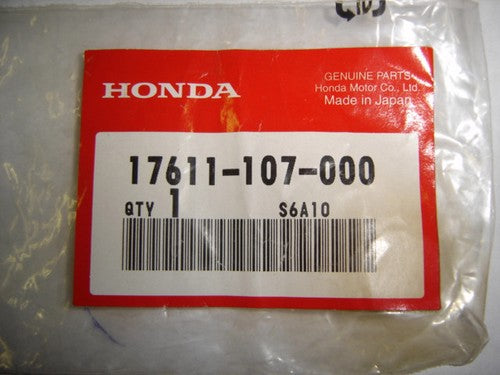 HONDA
GENUINE PARTS
Honda Motor Co., Ltd.
Made in Japan
17611-107-000
QTY 1 S6A10